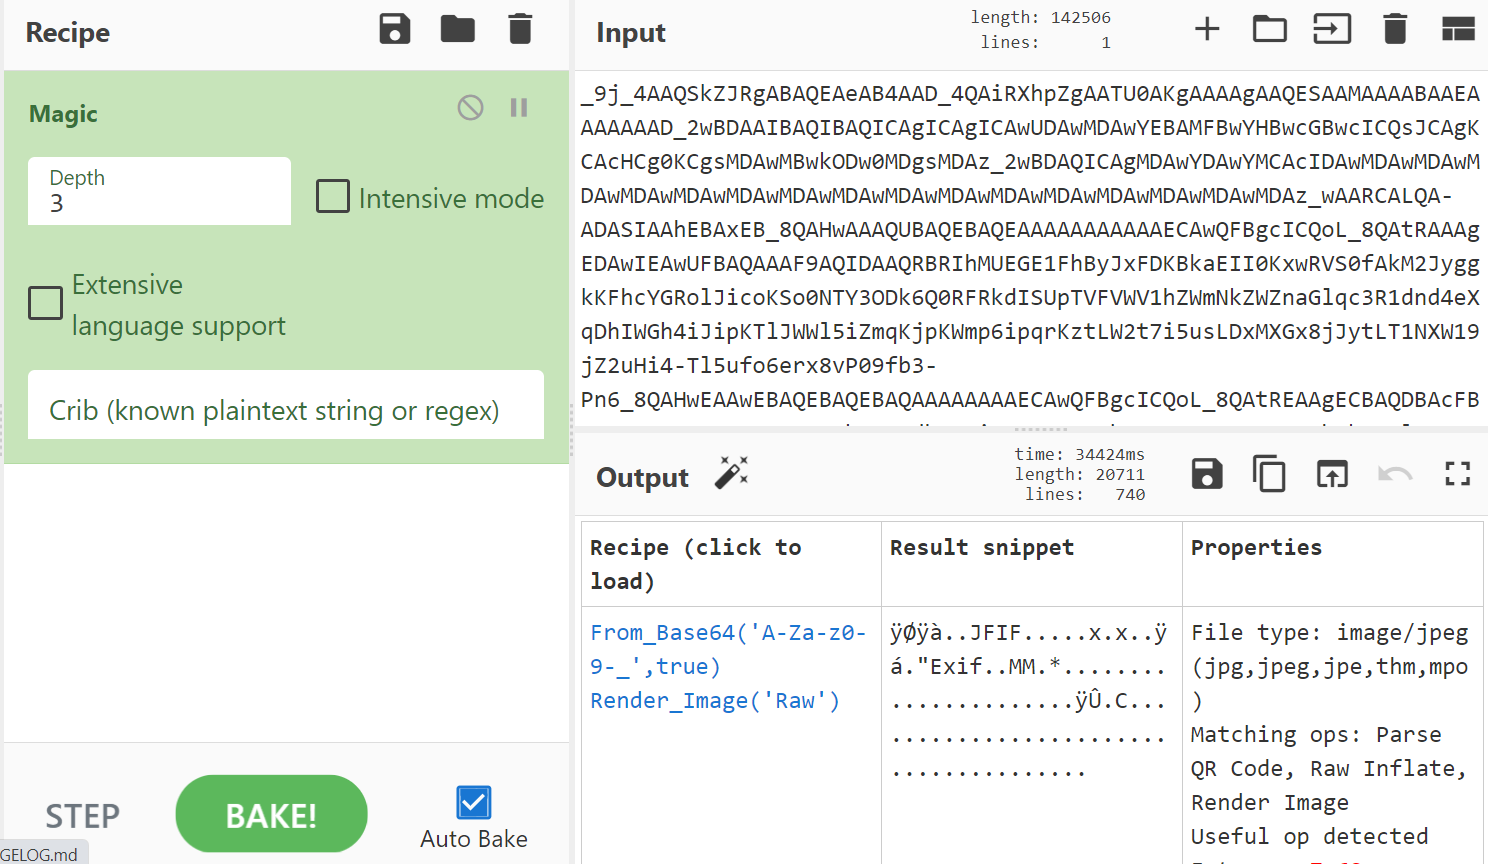 Recipe
Magic
Depth
3
Intensive mode
Extensive
language support
Crib (known plaintext string or regex)
STEP
BAKE!
Auto Bake
GELOG.md
Input
length: 142506
lines: 1
_9j_4AAQSkZJRgABAQEAeAB4AAD_4QAiRXhpZgAATU0AKgAAAAgAAQESAAMAAAABAAEA
AAAAAAD_2wBDAAIBAQIBAQICAgICAgICAwUDAwMDAwYEBAMFBwYHBwcGBwcICQsJCAgK
CAcHCg0KCgsMDAwMBwkODw0MDgsMDAz_2wBDAQICAgMDAwYDAwYMCAcIDAwMDAwMDAwM
DAwMDAwMDAwMDAwMDAwMDAwMDAwMDAwMDAwMDAwMDAwMDAwMDAwMDAz_wAARCALQA-
ADASIAAhEBAxEB_8QAHwAAAQUBAQEBAQEAAAAAAAAAAAECAwQFBgcICQoL_8QAtRAAAg
EDAwIEAwUFBAQAAAF9AQIDAAQRBRIhMUEGE1FhByJxFDKBkaEII0KxwRVS0fAkM2Jygg
kKFhcYGRolJicoKSo0NTY3ODk6Q0RFRkdISUpTVFVWV1hZWmNkZWZnaGlqc3R1dnd4eX
qDhIWGh4iJipKTlJWWl5iZmqKjpKWmp6ipqrKztLW2t7i5usLDxMXGx8jJytLT1NXW19
jZ2uHi4-Tl5ufo6erx8vP09fb3-
Pn6_8QAHwEAAwEBAQEBAQEBAQAAAAAAAAECAwQFBgcICQoL_8QAtREAAgECBAQDBAcFB
Output
time: 34424ms
length: 20711
lines: 740
Recipe (click to
load)
Result snippet
Properties
From_Base64('A-Za-z0-
9-_',true)
Render_Image('Raw')
ÿØÿà..JFIF.....x.x..ÿ
á."Exif..MM.*........
..............ÿÛ.C...
.....................
...............
File type: image/jpeg
(jpg,jpeg,jpe,thm,mpo
)
Matching ops: Parse
QR Code, Raw Inflate,
Render Image
Useful op detected